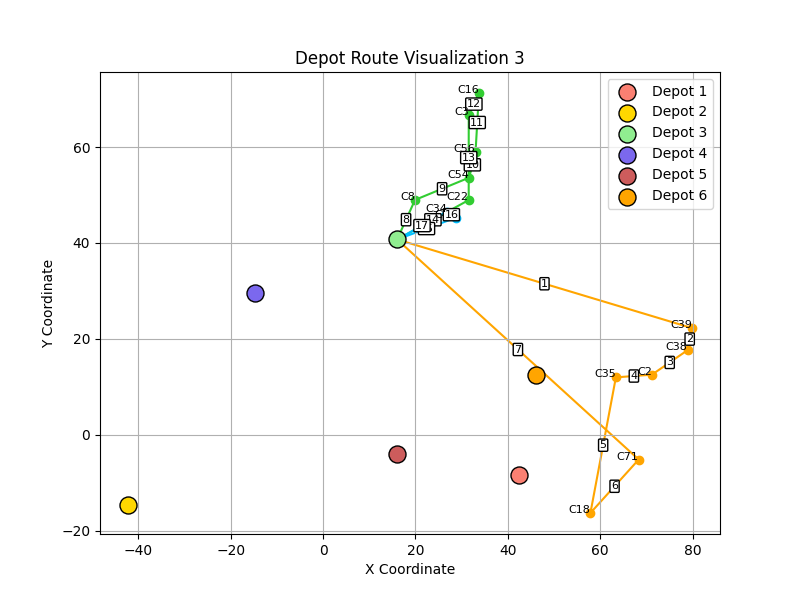 Depot Route Visualization 3
Depot 1
Depot 2
Depot 3
Depot 4
Depot 5
Depot 6
Y Coordinate
60
40
20
0
−20
−40
−20
0
20
40
60
80
X Coordinate
C16
12
C3
11
C56
13
C54
9
C8
C22
8
C34
16
14
17
1
C39
2
C38
7
3
C35
4
C2
5
C71
6
C18